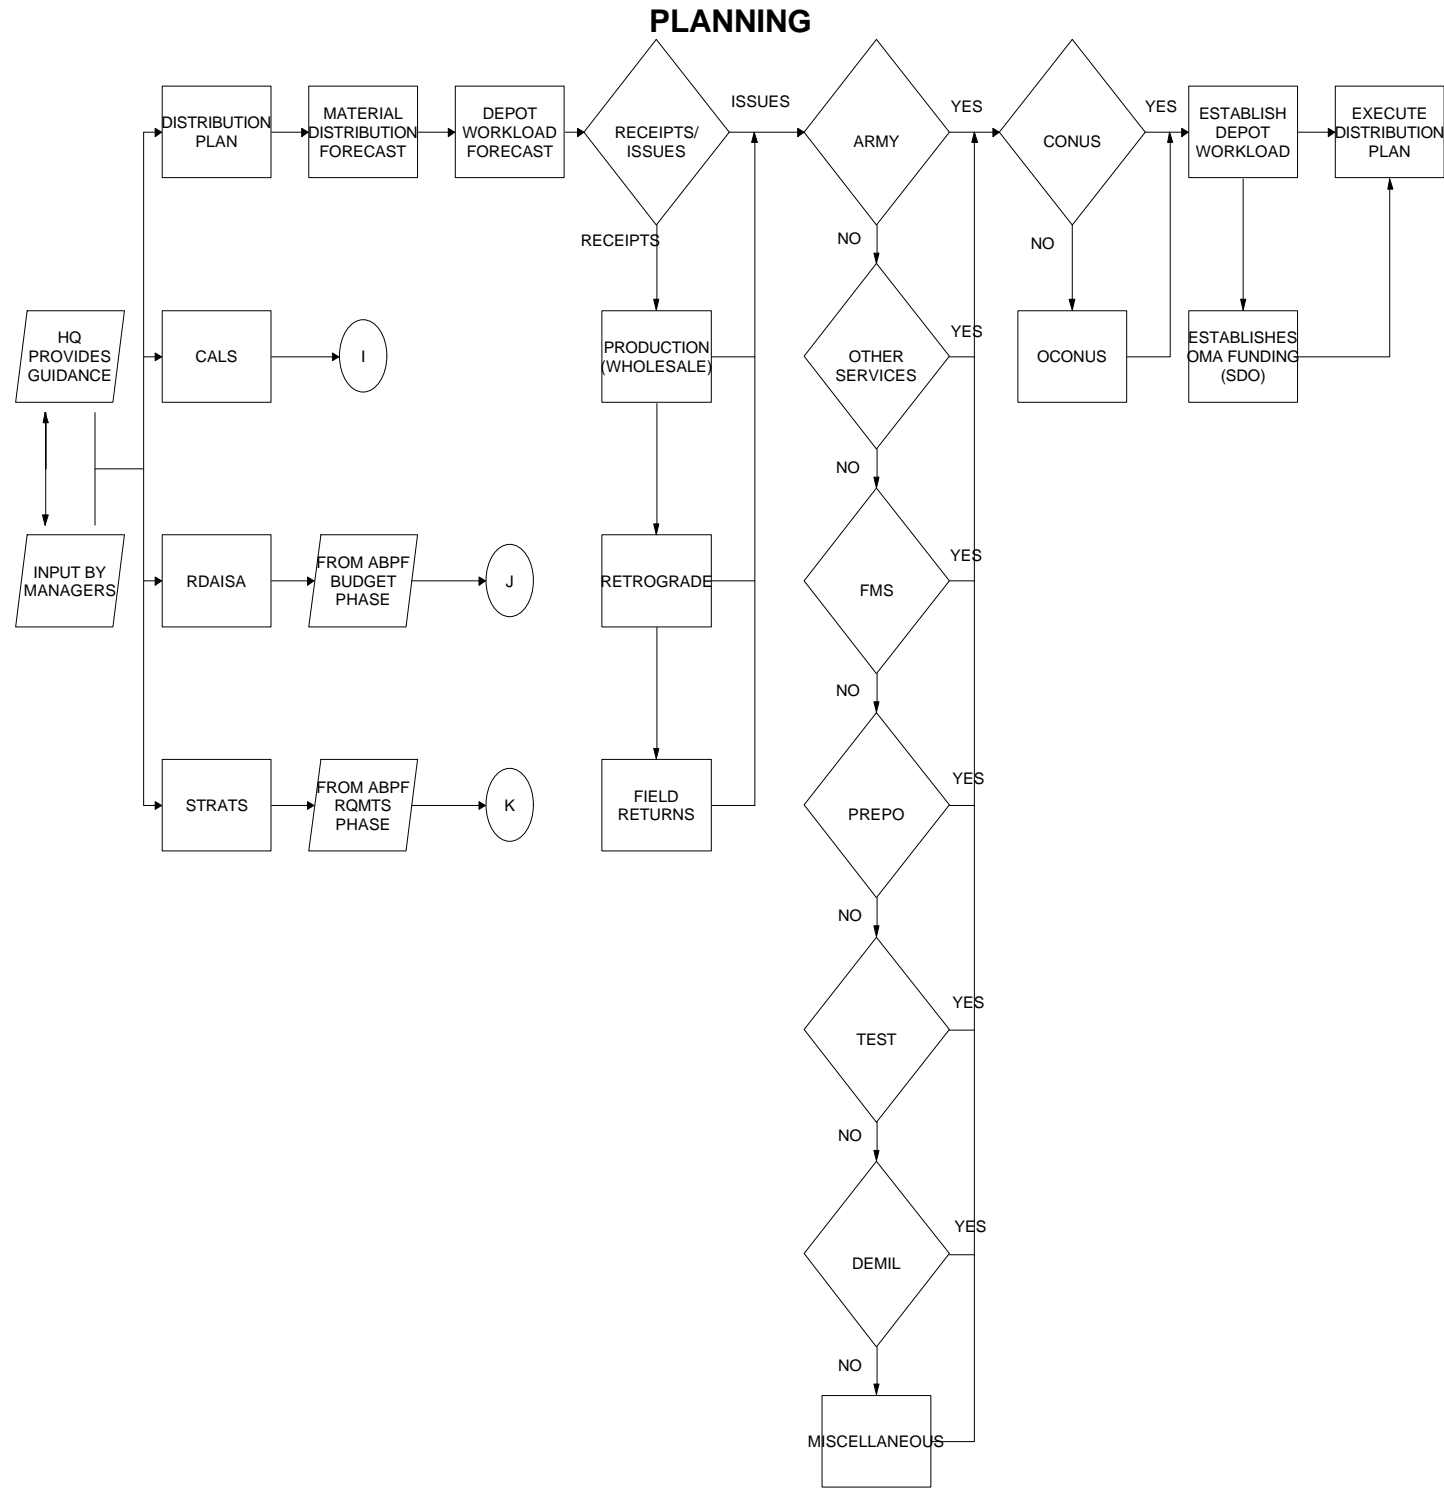 PLANNING
DISTRIBUTION
PLAN
MATERIAL
DISTRIBUTION
FORECAST
DEPOT
WORKLOAD
FORECAST
RECEIPTS/
ISSUES
ISSUES
RECEIPTS
ARMY
YES
NO
CONUS
YES
NO
ESTABLISH
DEPOT
WORKLOAD
EXECUTE
DISTRIBUTION
PLAN
HQ
PROVIDES
GUIDANCE
CALS
I
PRODUCTION
(WHOLESALE)
OTHER
SERVICES
YES
NO
OCONUS
ESTABLISHES
OMA FUNDING
(SDO)
INPUT BY
MANAGERS
RDAISA
FROM ABPF
BUDGET
PHASE
J
RETROGRADE
FMS
YES
NO
STRATS
FROM ABPF
RQMTS
PHASE
K
FIELD
RETURNS
PREPO
YES
NO
TEST
YES
NO
DEMIL
YES
NO
MISCELLANEOUS